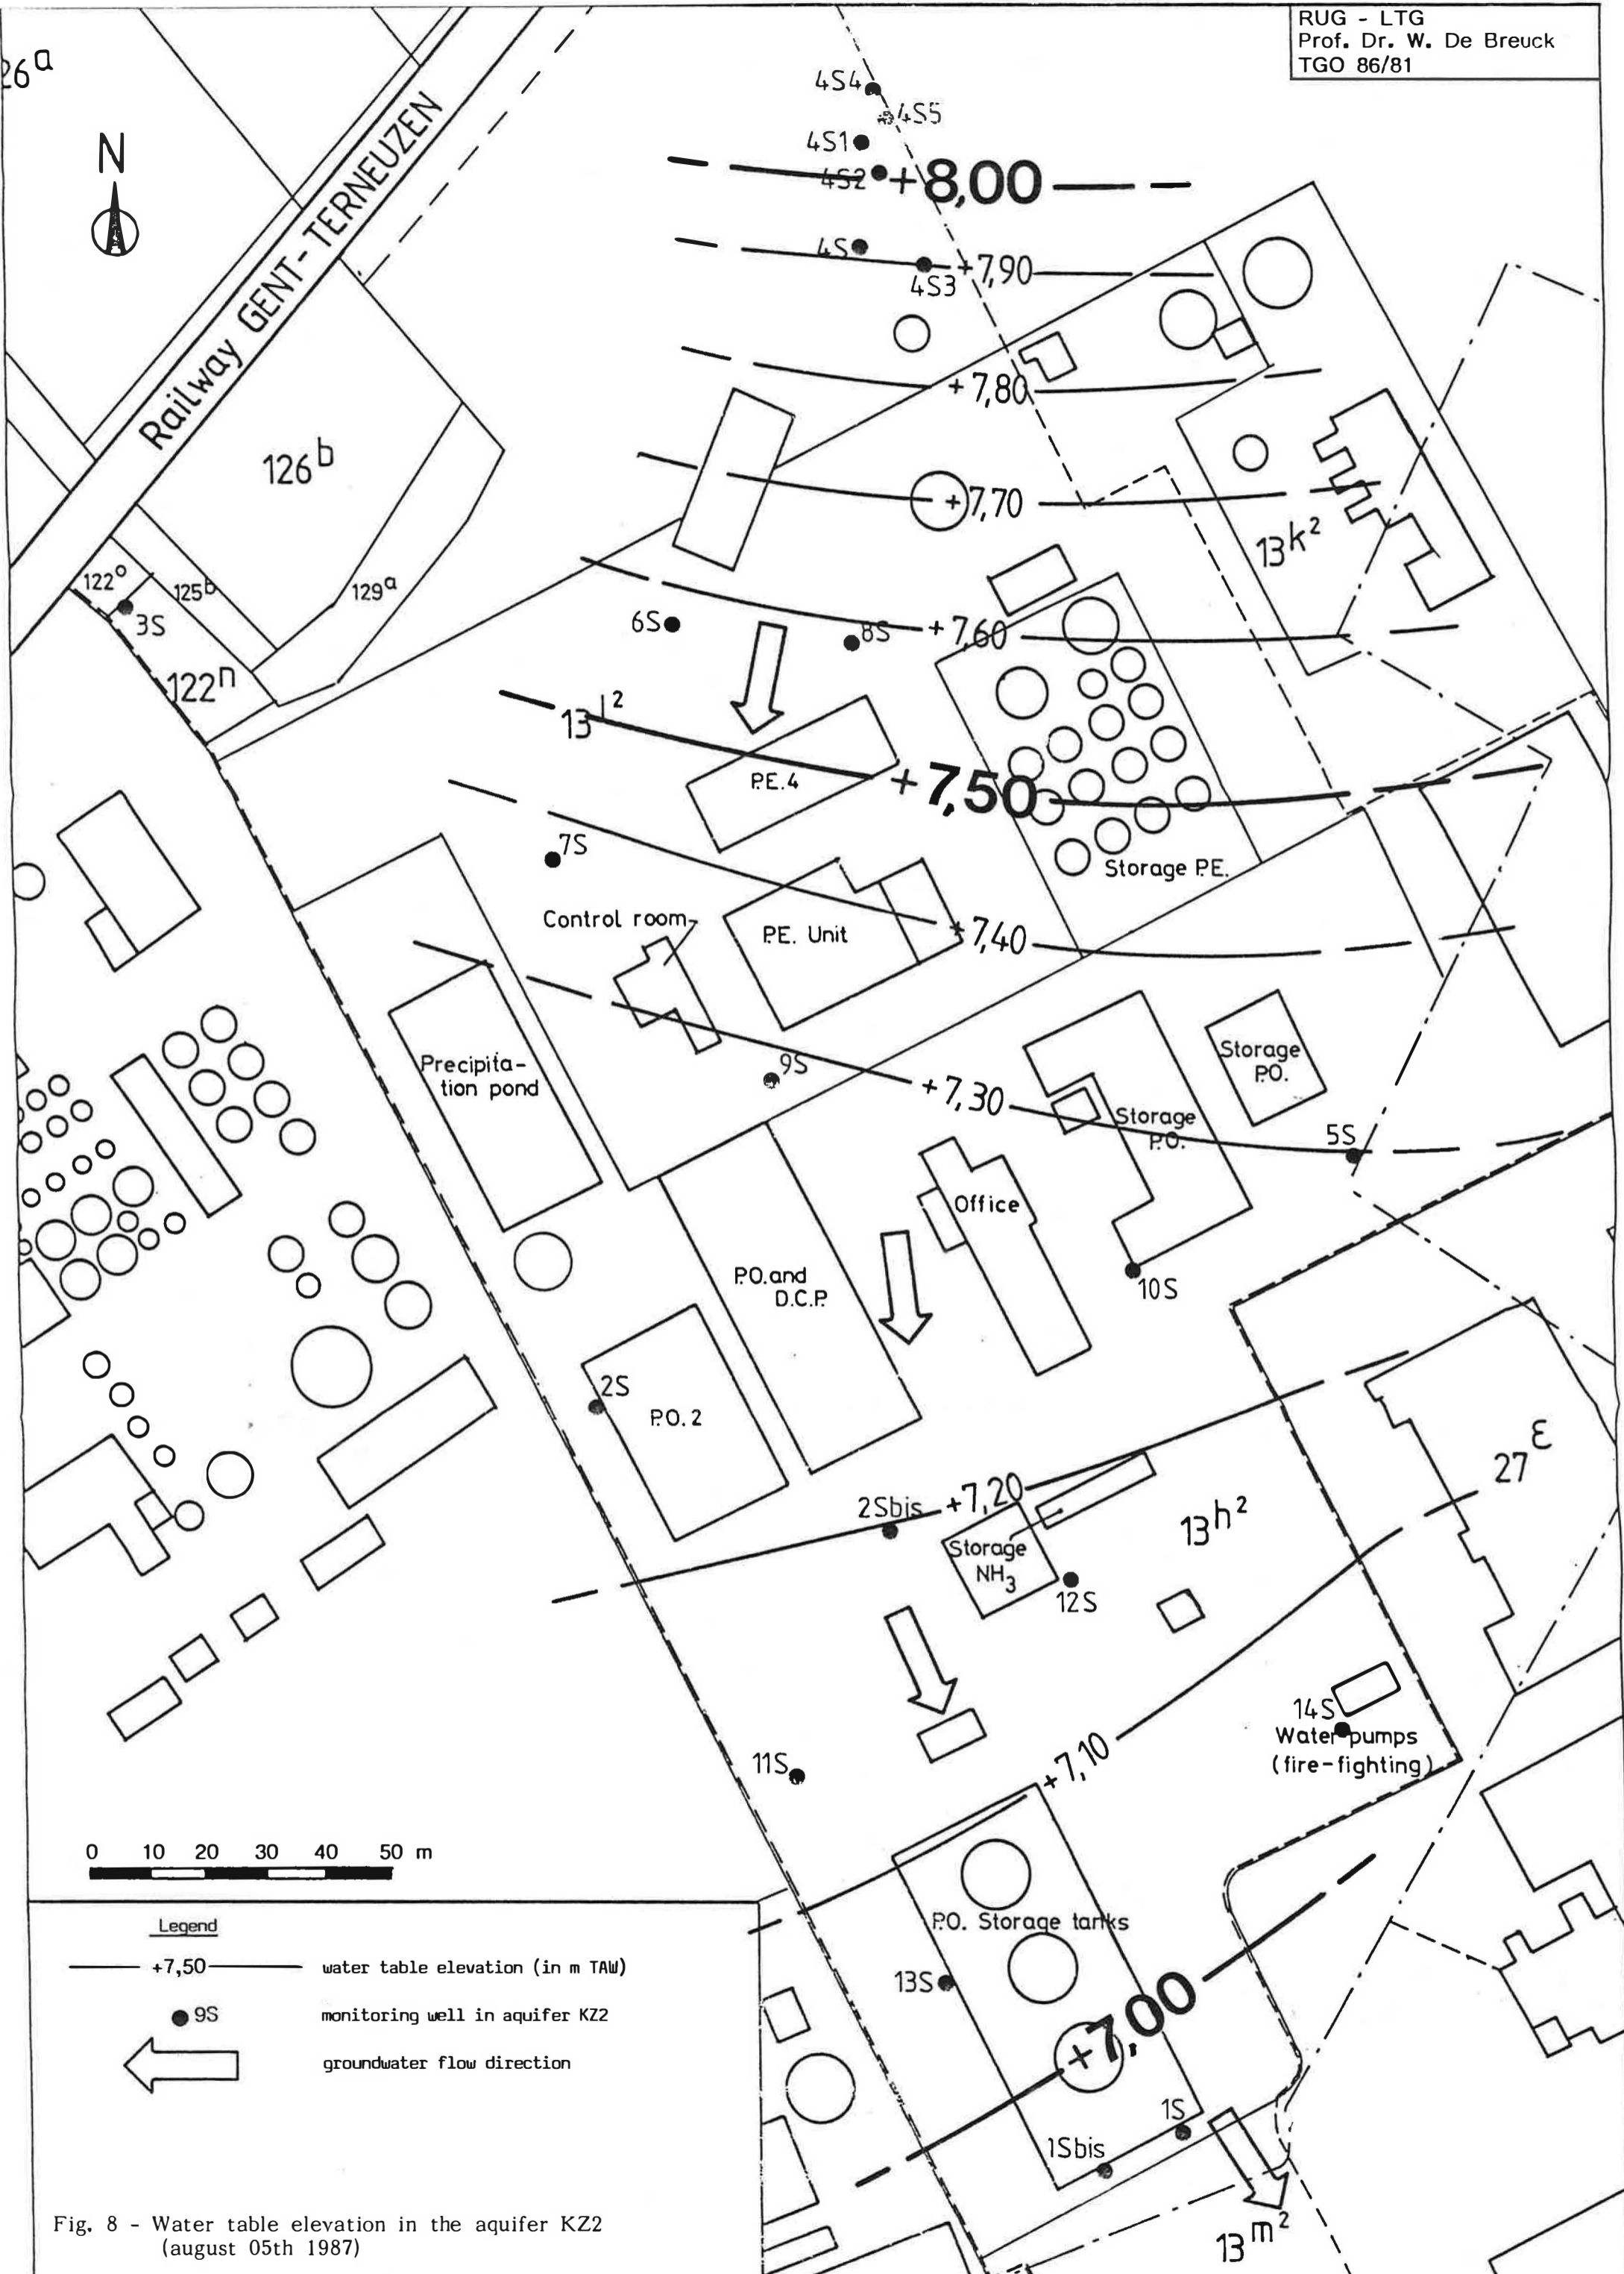 RUG - LTG
Prof. Dr. W. De Breuck
TGO 86/81
26a
N
Railway GENT-TERNEUZEN
4S4
4S5
4S1
4S2
+8,00
4S
4S3
+7,90
+7,80
126b
+7,70
13k²
122o
125b
129a
3S
6S
8S
+7,60
122n
13l²
P.E.4
+7,50
7S
Storage P.E.
Control room
P.E. Unit
+7,40
Precipita-
tion pond
9S
+7,30
Storage
P.O.
Storage
P.O.
5S
Office
10S
P.O. and
D.C.P.
2S
P.O. 2
27ε
2Sbis
+7,20
13h²
Storage
NH3
12S
14S
Water pumps
(fire-fighting)
11S
+7,10
0 10 20 30 40 50 m
Legend
+7,50 water table elevation (in m TAW)
9S monitoring well in aquifer KZ2
groundwater flow direction
P.O. Storage tanks
13S
+7,00
1S
1Sbis
13m²
Fig. 8 - Water table elevation in the aquifer KZ2
(august 05th 1987)